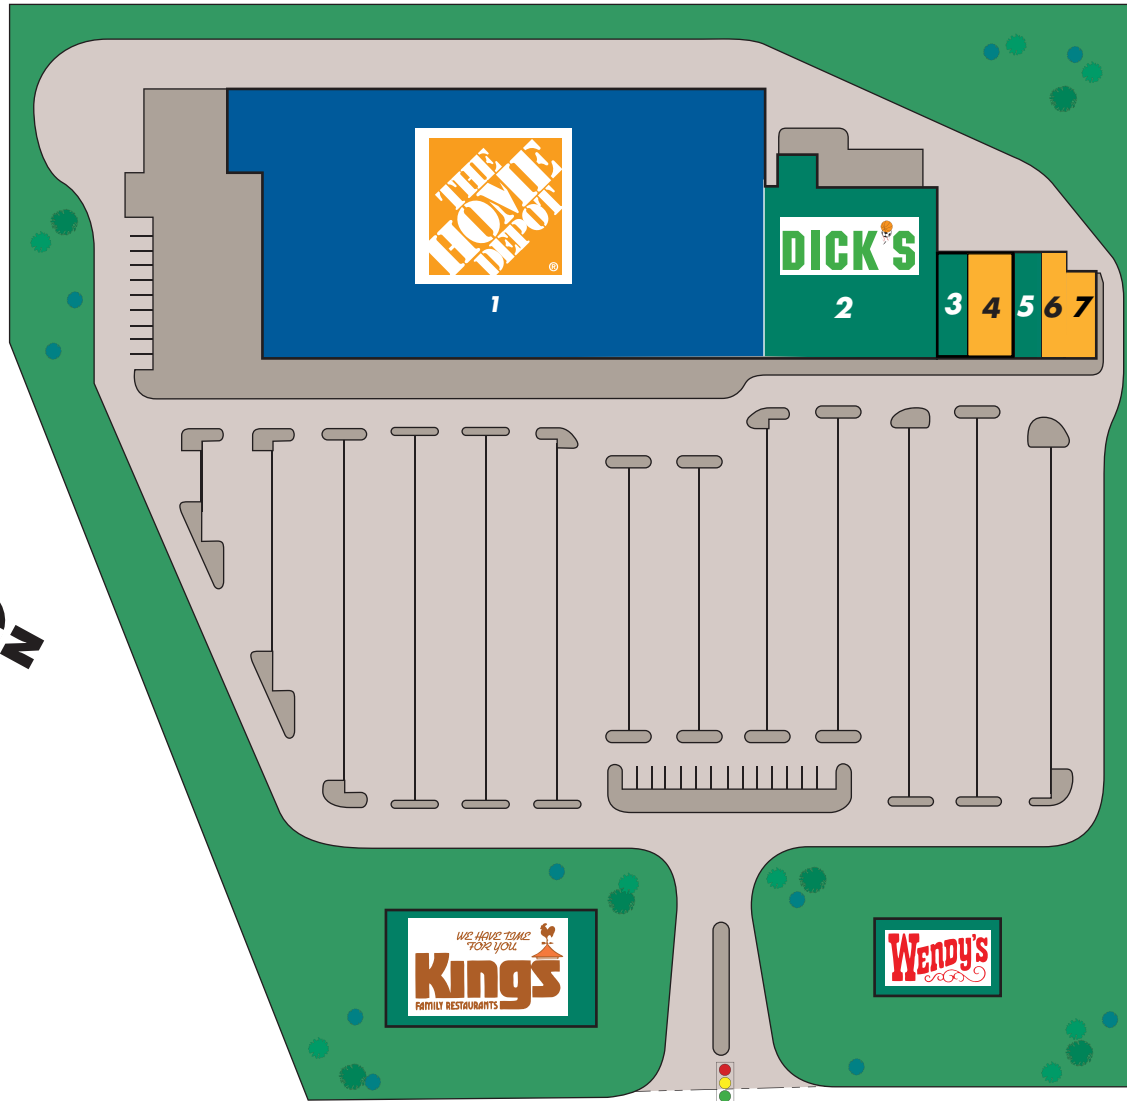 THE
HOME
DEPOT
®
1
DICK'S
2
3 4 5 6 7
N
WE HAVE TIME
FOR YOU
King's
FAMILY RESTAURANTS
WENDY'S